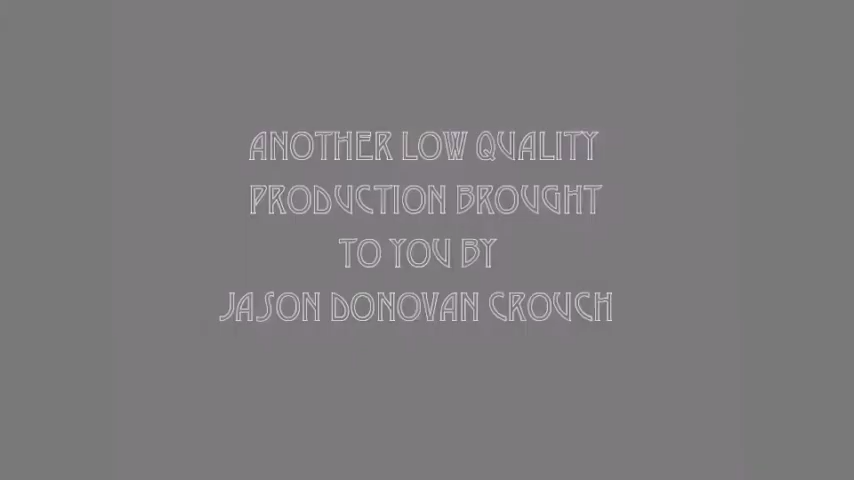 ANOTHER LOW QUALITY
PRODUCTION BROUGHT
TO YOU BY
JASON DONOVAN CROUCH